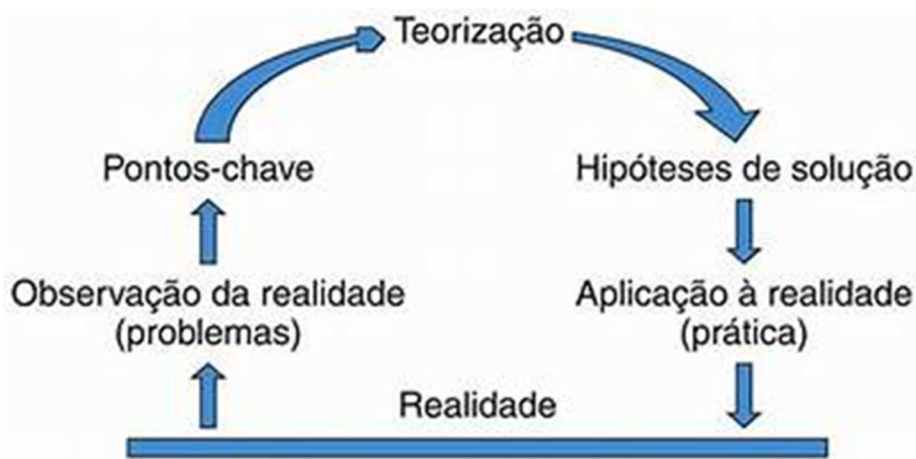 Teorização
Pontos-chave
Hipóteses de solução
Observação da realidade
(problemas)
Aplicação à realidade
(prática)
Realidade